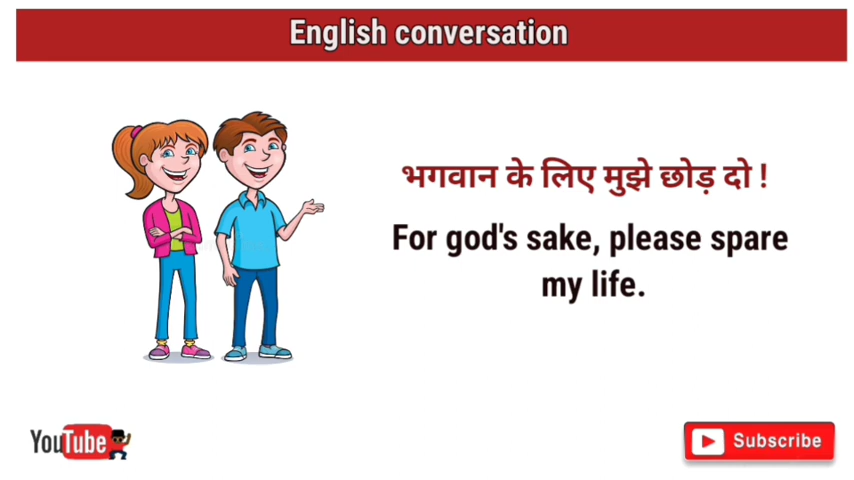 English conversation
भगवान के लिए मुझे छोड़ दो !
For god's sake, please spare
my life.
YouTube
Subscribe